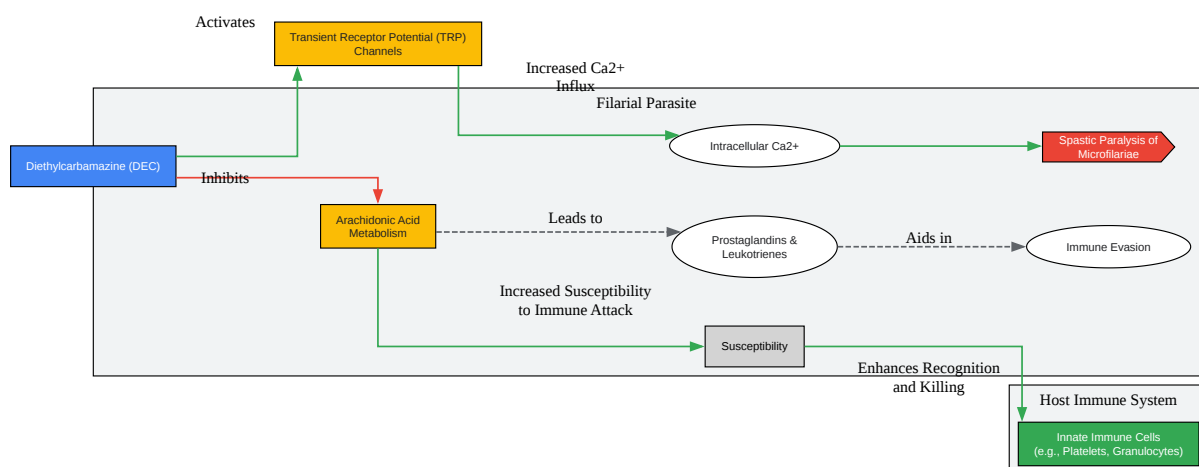 Activates
Transient Receptor Potential (TRP)
Channels
Increased Ca2+
Influx
Filarial Parasite
Diethylcarbamazine (DEC)
Intracellular Ca2+
Spastic Paralysis of
Microfilariae
Inhibits
Arachidonic Acid
Metabolism
Leads to
Prostaglandins &
Leukotrienes
Aids in
Immune Evasion
Increased Susceptibility
to Immune Attack
Susceptibility
Enhances Recognition
and Killing
Host Immune System
Innate Immune Cells
(e.g., Platelets, Granulocytes)